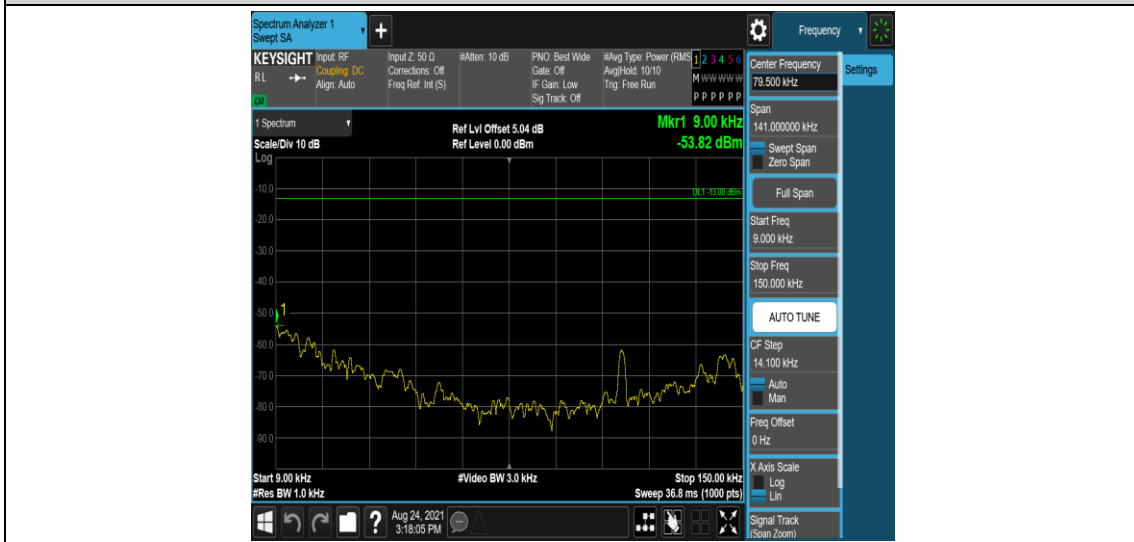 Spectrum Analyzer 1
Swept SA
+
Frequency
KEYSIGHT
RL
Input: RF
Coupling: DC
Align: Auto
Input Z: 50 Ω
Corrections: Off
Freq Ref: Int (S)
#Atten: 10 dB
PNO: Best Wide
Gate: Off
IF Gain: Low
Sig Track: Off
#Avg Type: Power (RMS
Avg|Hold: 10/10
Trig: Free Run
1 2 3 4 5 6
M W W W W W
P P P P P P
1 Spectrum
Scale/Div 10 dB
Log
Ref Lvl Offset 5.04 dB
Ref Level 0.00 dBm
Mkr1 9.00 kHz
-53.82 dBm
DL1 -13.00 dBm
-10.0
-20.0
-30.0
-40.0
-50.0
-60.0
-70.0
-80.0
-90.0
1
Start 9.00 kHz
#Res BW 1.0 kHz
#Video BW 3.0 kHz
Stop 150.00 kHz
Sweep 36.8 ms (1000 pts)
?
Aug 24, 2021
3:18:05 PM
Center Frequency
79.500 kHz
Settings
Span
141.000000 kHz
Swept Span
Zero Span
Full Span
Start Freq
9.000 kHz
Stop Freq
150.000 kHz
AUTO TUNE
CF Step
14.100 kHz
Auto
Man
Freq Offset
0 Hz
X Axis Scale
Log
Lin
Signal Track
(Span Zoom)